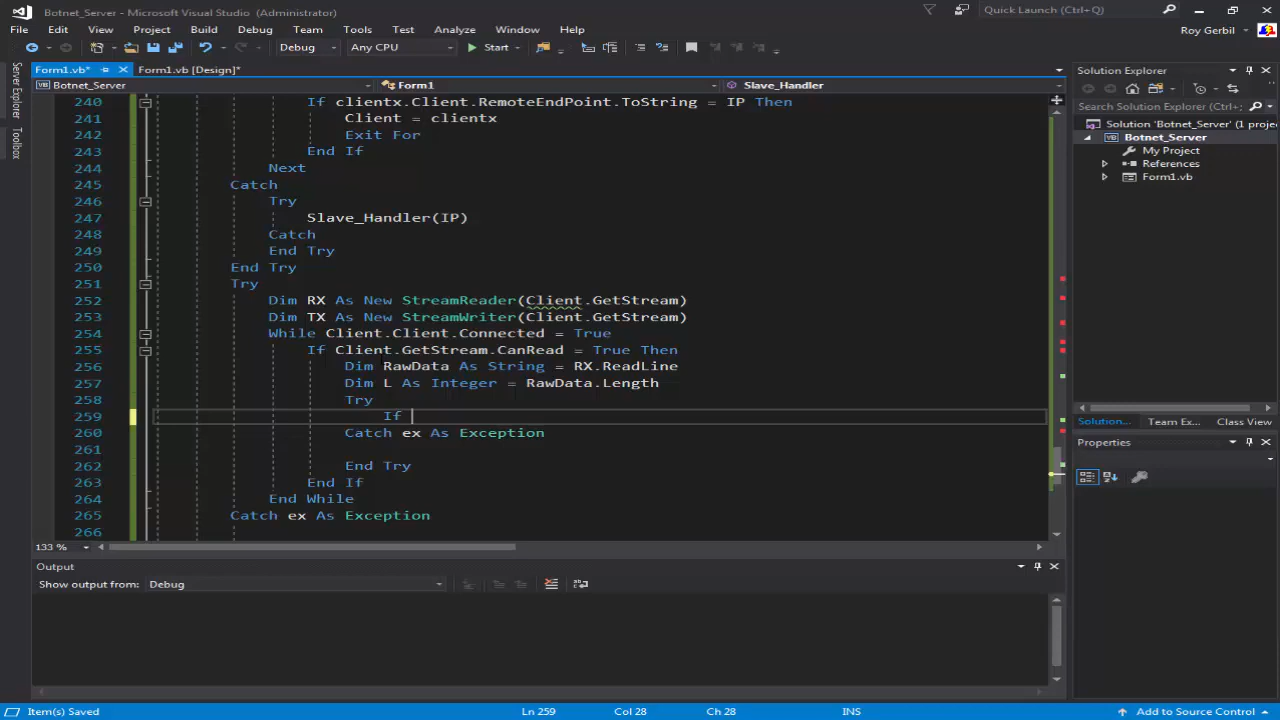 Botnet_Server - Microsoft Visual Studio (Administrator)
Quick Launch (Ctrl+Q)
File Edit View Project Build Debug Team Tools Test Analyze Window Help
Roy Gerbil
Debug Any CPU Start
Server Explorer
Toolbox
Form1.vb* Form1.vb [Design]*
Botnet_Server Form1 Slave_Handler
240 If clientx.Client.RemoteEndPoint.ToString = IP Then
241 Client = clientx
242 Exit For
243 End If
244 Next
245 Catch
246 Try
247 Slave_Handler(IP)
248 Catch
249 End Try
250 End Try
251 Try
252 Dim RX As New StreamReader(Client.GetStream)
253 Dim TX As New StreamWriter(Client.GetStream)
254 While Client.Client.Connected = True
255 If Client.GetStream.CanRead = True Then
256 Dim RawData As String = RX.ReadLine
257 Dim L As Integer = RawData.Length
258 Try
259 If
260 Catch ex As Exception
261
262 End Try
263 End If
264 End While
265 Catch ex As Exception
266
133 %
Output
Show output from: Debug
Solution Explorer
Search Solution Explorer (Ctrl+;)
Solution 'Botnet_Server' (1 projec
Botnet_Server
My Project
References
Form1.vb
Solution... Team Ex... Class View
Properties
Item(s) Saved Ln 259 Col 28 Ch 28 INS Add to Source Control